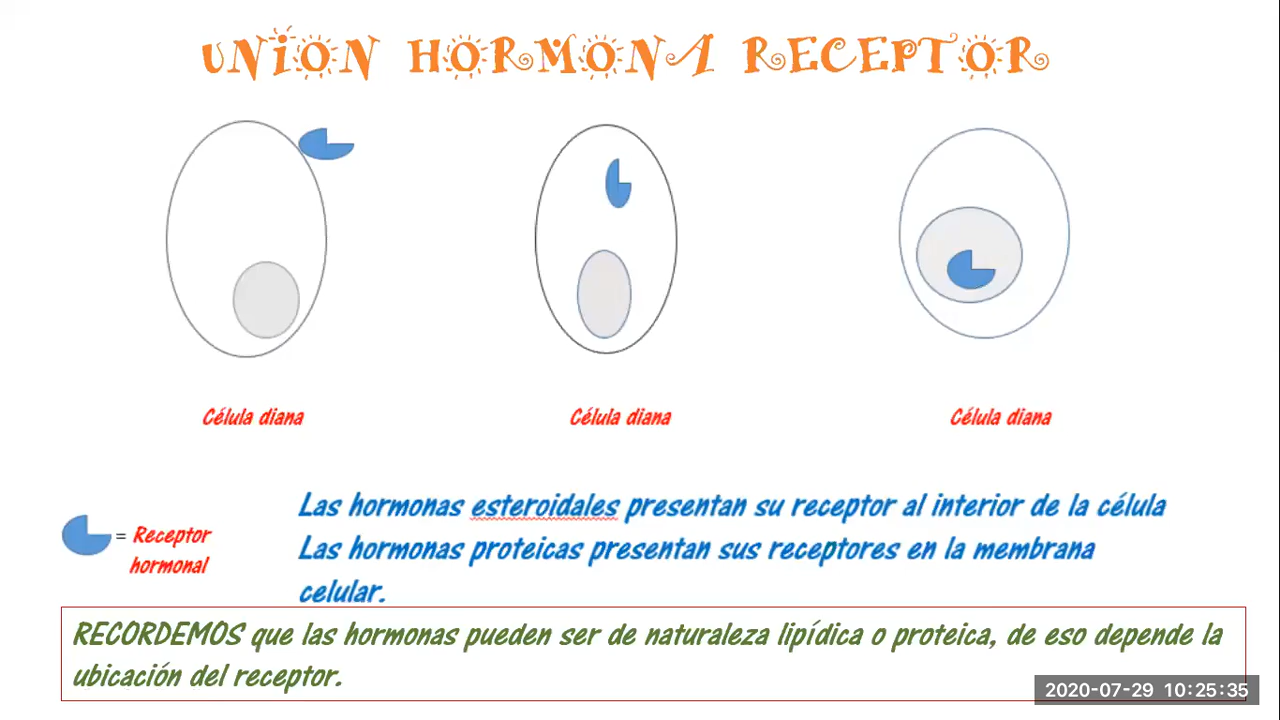 UNION HORMONA RECEPTOR
Célula diana
Célula diana
Célula diana
Las hormonas esteroidales presentan su receptor al interior de la célula
Las hormonas proteicas presentan sus receptores en la membrana
celular.
= Receptor
hormonal
RECORDEMOS que las hormonas pueden ser de naturaleza lipídica o proteica, de eso depende la
ubicación del receptor.
2020-07-29 10:25:35